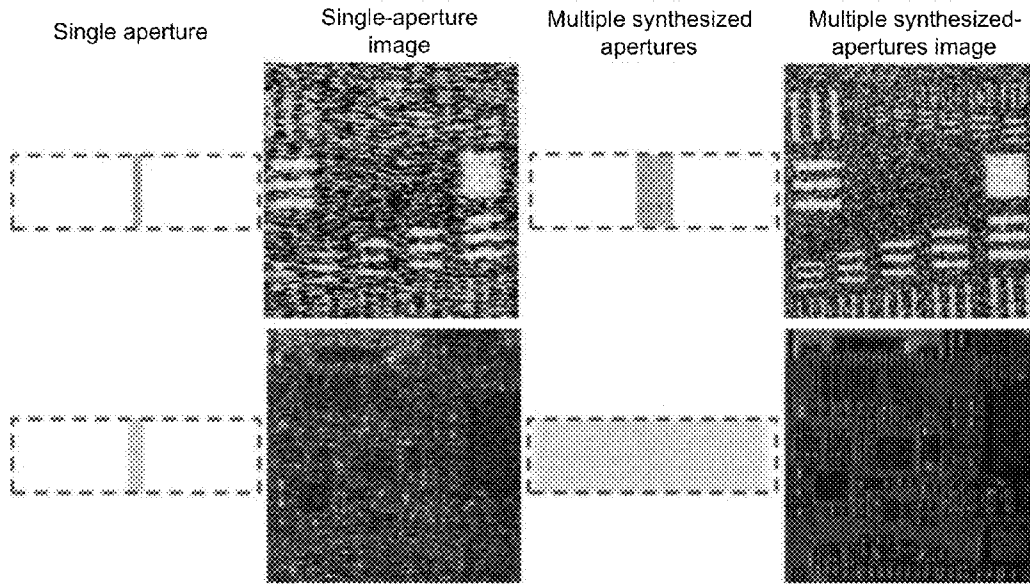 Single aperture
Single-aperture
image
Multiple synthesized
apertures
Multiple synthesized-
apertures image